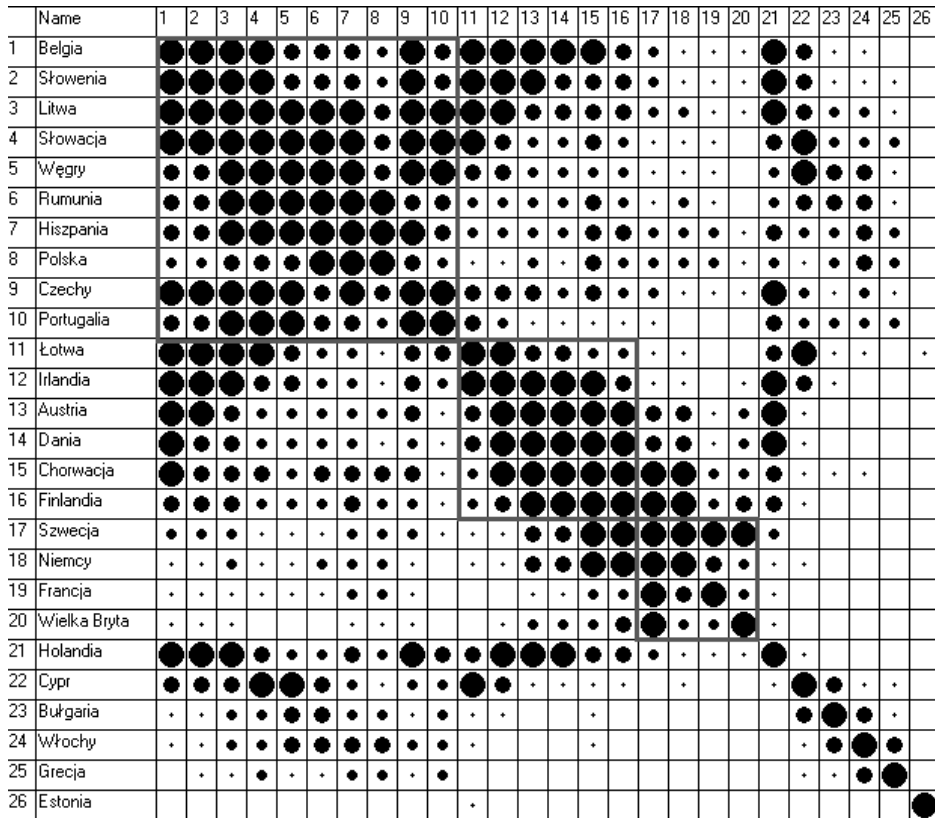 Name 1 2 3 4 5 6 7 8 9 10 11 12 13 14 15 16 17 18 19 20 21 22 23 24 25 26
1 Belgia
2 Słowenia
3 Litwa
4 Słowacja
5 Węgry
6 Rumunia
7 Hiszpania
8 Polska
9 Czechy
10 Portugalia
11 Łotwa
12 Irlandia
13 Austria
14 Dania
15 Chorwacja
16 Finlandia
17 Szwecja
18 Niemcy
19 Francja
20 Wielka Bryta
21 Holandia
22 Cypr
23 Bułgaria
24 Włochy
25 Grecja
26 Estonia